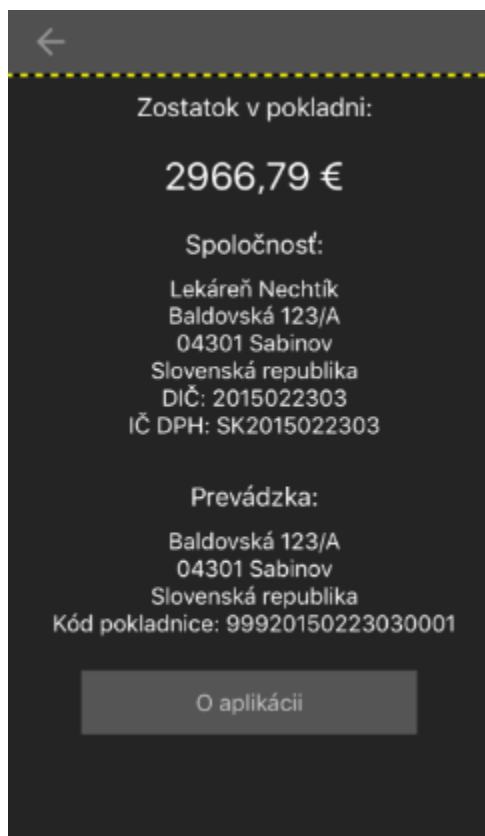 Zostatok v pokladni:
2966,79 €
Spoločnosť:
Lekáreň Nechtík
Baldovská 123/A
04301 Sabinov
Slovenská republika
DIČ: 2015022303
IČ DPH: SK2015022303
Prevádzka:
Baldovská 123/A
04301 Sabinov
Slovenská republika
Kód pokladnice: 99920150223030001
O aplikácii